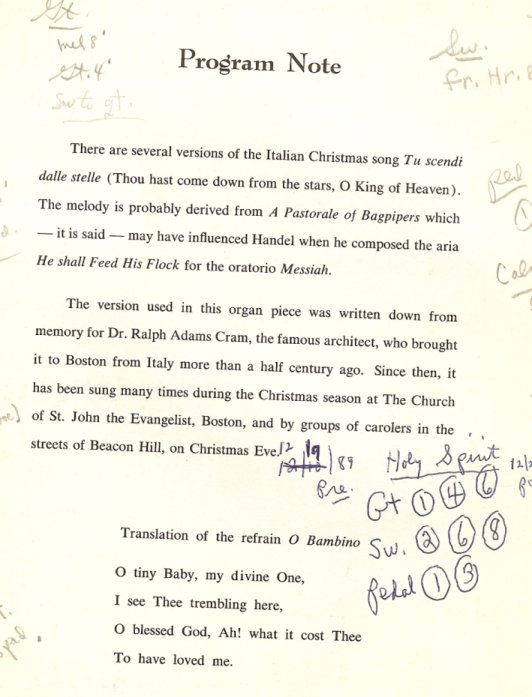 Gt.
mel 8'
Gt. 4'
Sw to gt.
Program Note
Sw.
Fr. Hr. 8
There are several versions of the Italian Christmas song Tu scendi
dalle stelle (Thou hast come down from the stars, O King of Heaven).
The melody is probably derived from A Pastorale of Bagpipers which
— it is said — may have influenced Handel when he composed the aria
He shall Feed His Flock for the oratorio Messiah.
The version used in this organ piece was written down from
memory for Dr. Ralph Adams Cram, the famous architect, who brought
it to Boston from Italy more than a half century ago. Since then, it
has been sung many times during the Christmas season at The Church
of St. John the Evangelist, Boston, and by groups of carolers in the
streets of Beacon Hill, on Christmas Eve.
12 19 89
Pre.
Holy Spirit
Gt 1 4 6
Sw. 2 6 8
Pedal 1 3
Translation of the refrain O Bambino
O tiny Baby, my divine One,
I see Thee trembling here,
O blessed God, Ah! what it cost Thee
To have loved me.